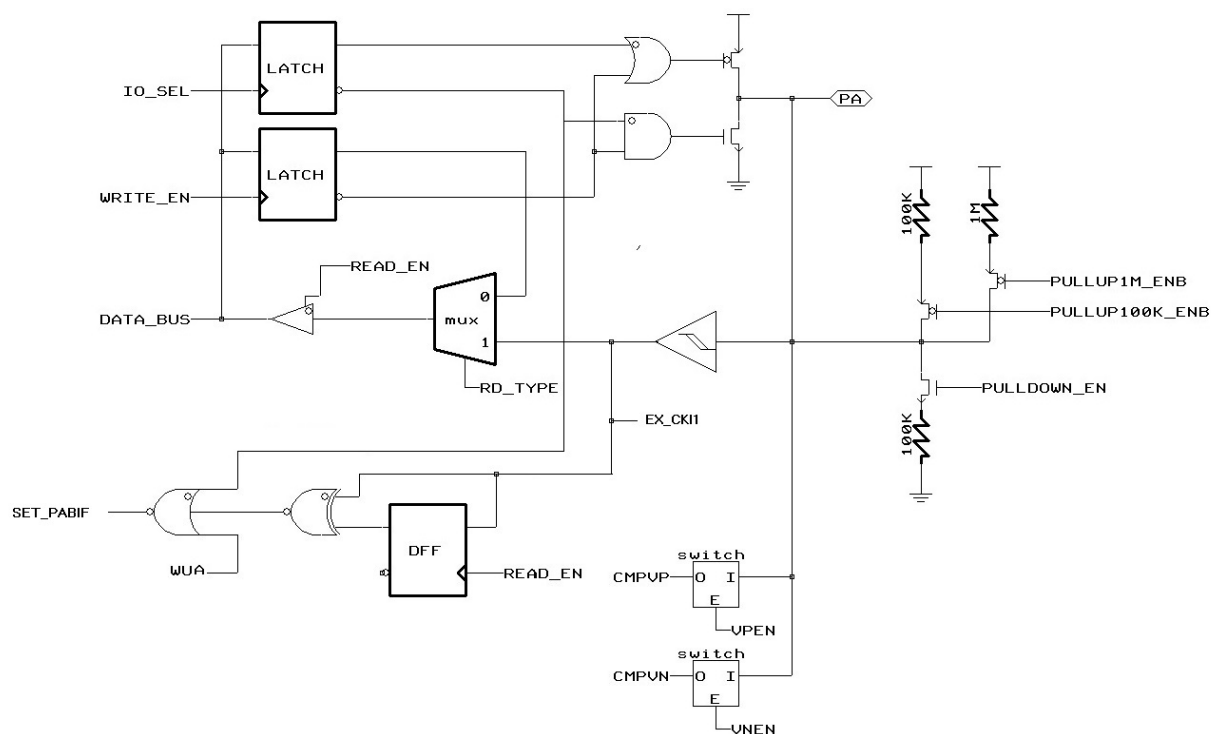 LATCH
IO_SEL
PA
LATCH
WRITE_EN
100K
1M
READ_EN
PULLUP1M_ENB
0
DATA_BUS
mux
PULLUP100K_ENB
1
RD_TYPE
PULLDOWN_EN
EX_CKI1
100K
SET_PABIF
DFF
WUA
READ_EN
switch
CMPVP
O I
E
VPEN
switch
CMPVN
O I
E
VNEN